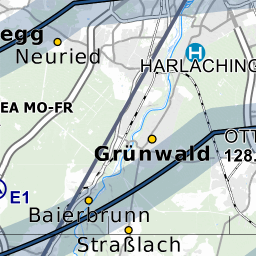 egg
Neuried
H
HARLACHING
EA MO-FR
OTT
Grünwald
128.
E1
Baierbrunn
Straßlach